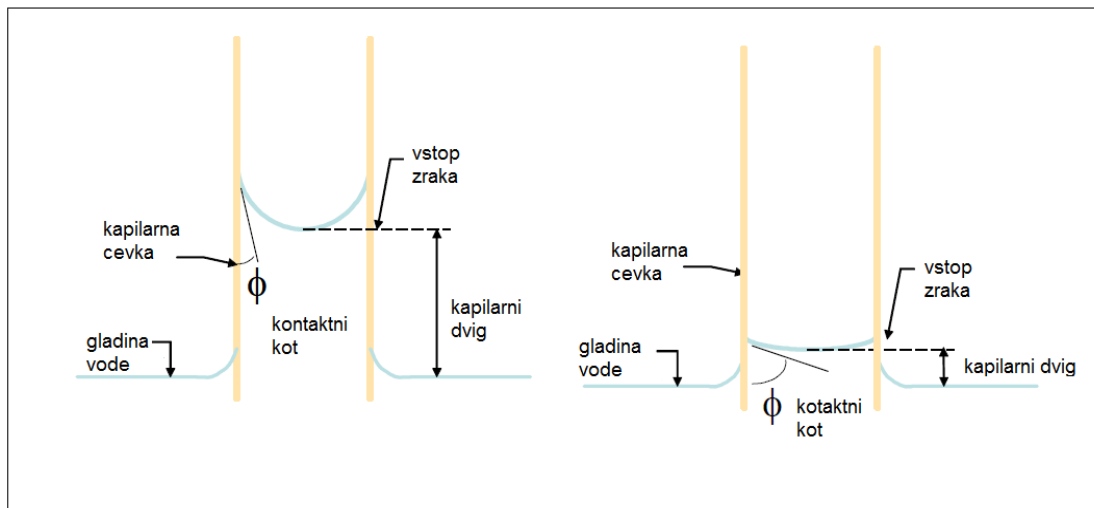 vstop
zraka
kapilarna
cevka
ϕ
kontaktni
kot
kapilarni
dvig
gladina
vode
kapilarna
cevka
vstop
zraka
gladina
vode
kapilarni dvig
ϕ
kotaktni
kot